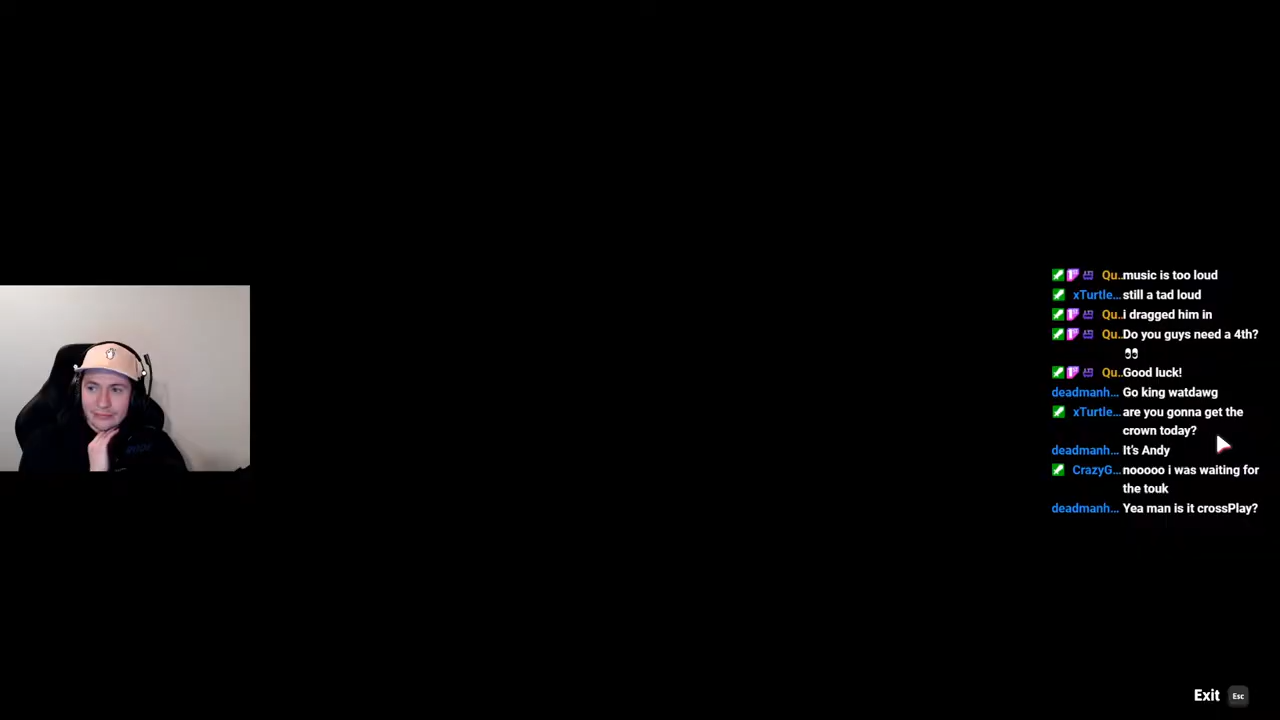 Qu..music is too loud
xTurtle...still a tad loud
Qu..i dragged him in
Qu..Do you guys need a 4th?
👀
Qu..Good luck!
deadmanh... Go king watdawg
xTurtle...are you gonna get the
crown today?
deadmanh... It's Andy
CrazyG...nooooo i was waiting for
the touk
deadmanh... Yea man is it crossPlay?
Exit Esc